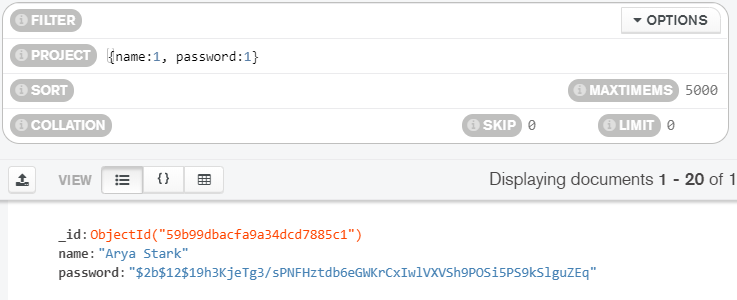 FILTER
OPTIONS
PROJECT {name:1, password:1}
SORT
MAXTIMEMS 5000
COLLATION
SKIP 0
LIMIT 0
VIEW
{}
Displaying documents 1 - 20 of 1
_id:ObjectId("59b99dbacfa9a34dcd7885c1")
name:"Arya Stark"
password:"$2b$12$19h3KjeTg3/sPNFHztdb6eGWKrCxIwlVXVSh9POSi5PS9kSlguZEq"